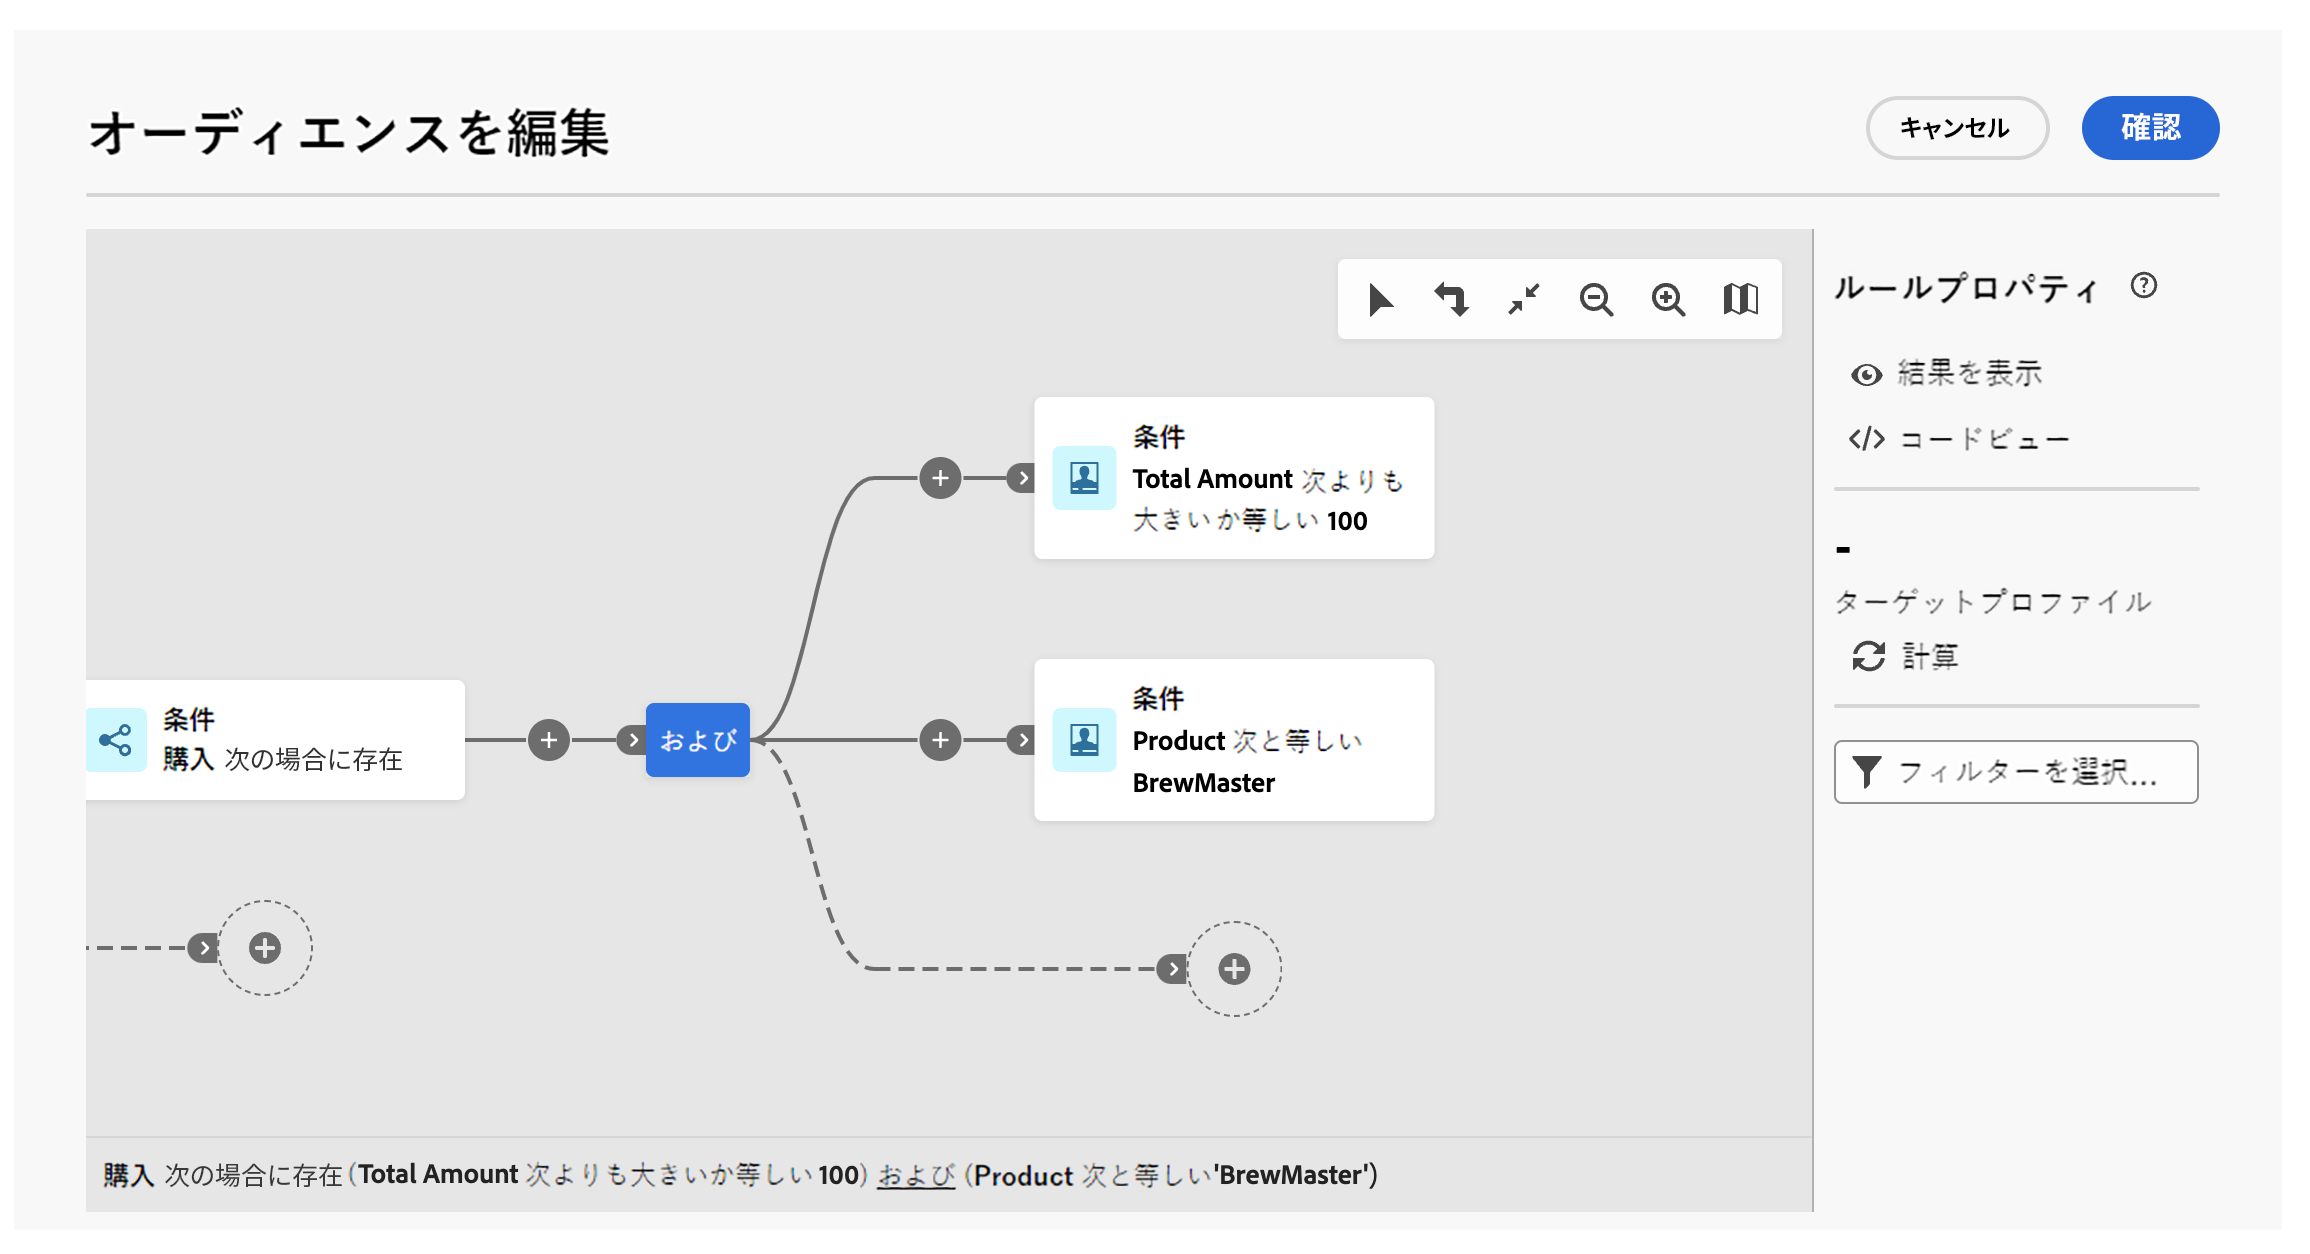 オーディエンスを編集
キャンセル
確認
ルールプロパティ
結果を表示
コードビュー
-
ターゲットプロファイル
計算
フィルターを選択...
条件
Total Amount 次よりも
大きいか等しい 100
条件
購入 次の場合に存在
および
条件
Product 次と等しい
BrewMaster
購入 次の場合に存在 (Total Amount 次よりも大きいか等しい 100) および (Product 次と等しい 'BrewMaster')